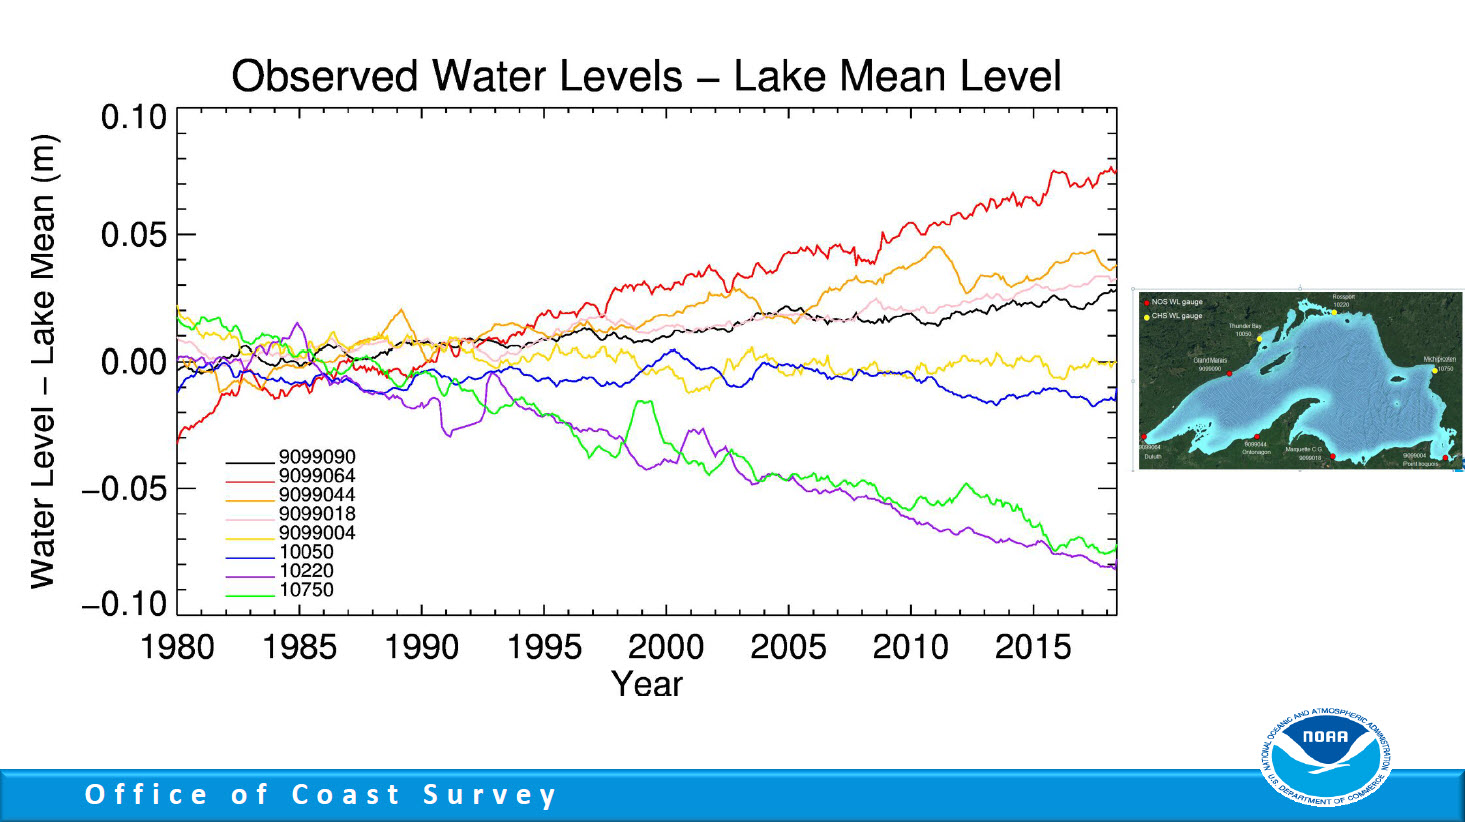 Observed Water Levels – Lake Mean Level
Water Level – Lake Mean (m)
0.10
0.05
0.00
−0.05
−0.10
9099090
9099064
9099044
9099018
9099004
10050
10220
10750
1980 1985 1990 1995 2000 2005 2010 2015
Year
NOS WL gauge
CHS WL gauge
Rossport
10220
Thunder Bay
10050
Grand Marais
9099090
Michipicoten
10750
9099064
Duluth
9099044
Ontonagon
Marquette C.G.
9099018
9099004
Point Iroquois
NATIONAL OCEANIC AND ATMOSPHERIC ADMINISTRATION
NOAA
U.S. DEPARTMENT OF COMMERCE
Office of Coast Survey